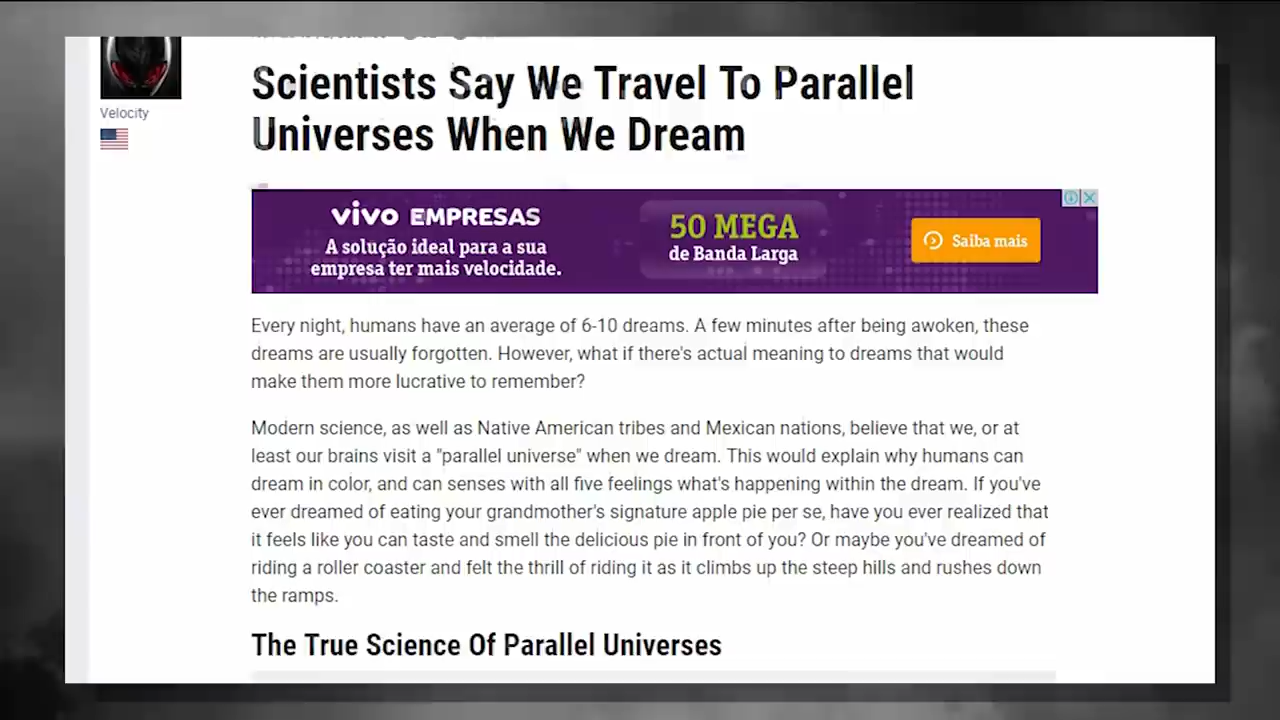 Scientists Say We Travel To Parallel
Universes When We Dream
Velocity
vivo EMPRESAS
A solução ideal para a sua
empresa ter mais velocidade.
50 MEGA
de Banda Larga
Saiba mais
Every night, humans have an average of 6-10 dreams. A few minutes after being awoken, these
dreams are usually forgotten. However, what if there's actual meaning to dreams that would
make them more lucrative to remember?
Modern science, as well as Native American tribes and Mexican nations, believe that we, or at
least our brains visit a "parallel universe" when we dream. This would explain why humans can
dream in color, and can senses with all five feelings what's happening within the dream. If you've
ever dreamed of eating your grandmother's signature apple pie per se, have you ever realized that
it feels like you can taste and smell the delicious pie in front of you? Or maybe you've dreamed of
riding a roller coaster and felt the thrill of riding it as it climbs up the steep hills and rushes down
the ramps.
The True Science Of Parallel Universes